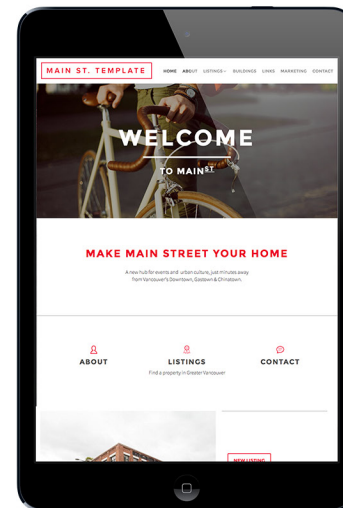 MAIN ST. TEMPLATE
HOME ABOUT LISTINGS BUILDINGS LINKS MARKETING CONTACT
WELCOME
TO MAIN ST
MAKE MAIN STREET YOUR HOME
A new hub for events and urban culture, just minutes away
from Vancouver's Downtown, Gastown & Chinatown.
ABOUT LISTINGS CONTACT
Find a property in Greater Vancouver
NEW LISTING